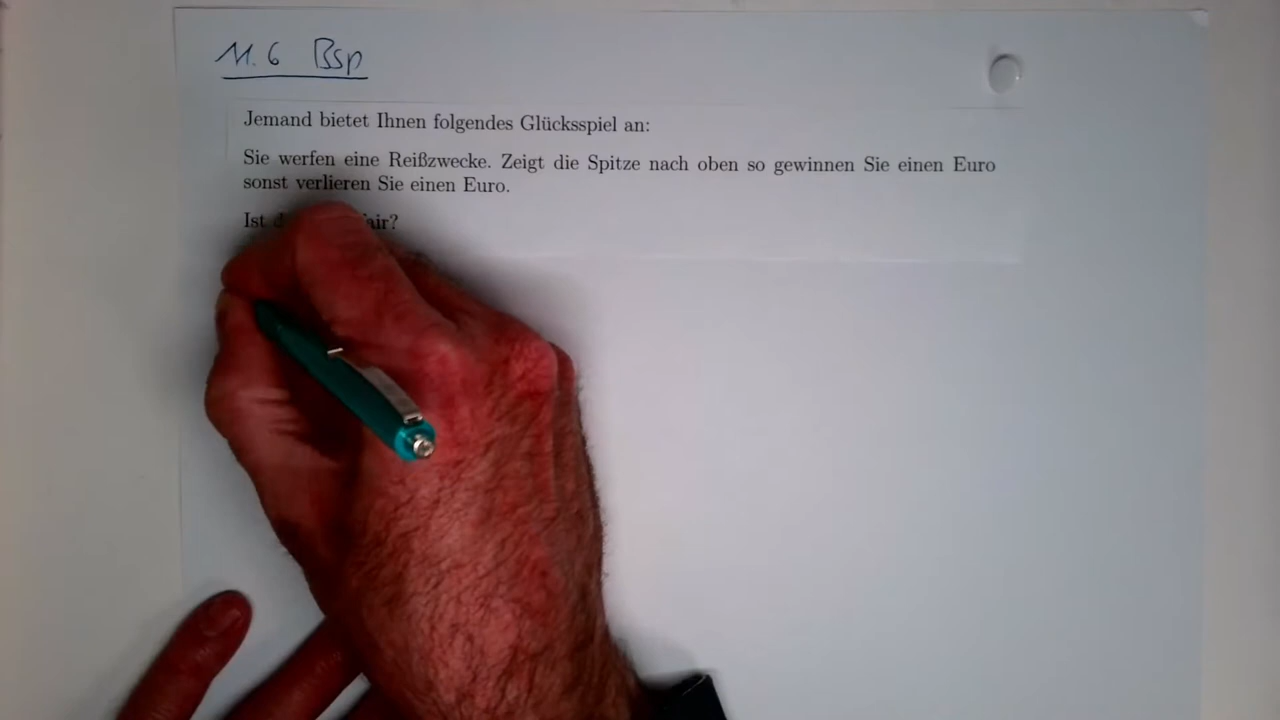 11.6 Bsp
Jemand bietet Ihnen folgendes Glücksspiel an:
Sie werfen eine Reißzwecke. Zeigt die Spitze nach oben so gewinnen Sie einen Euro
sonst verlieren Sie einen Euro.
Ist